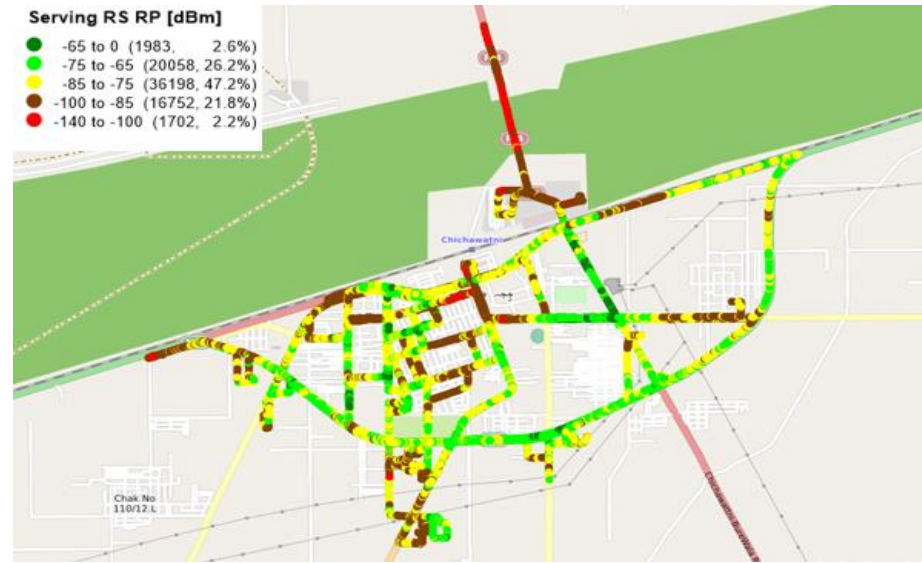 Serving RS RP [dBm]
-65 to 0 (1983, 2.6%)
-75 to -65 (20058, 26.2%)
-85 to -75 (36198, 47.2%)
-100 to -85 (16752, 21.8%)
-140 to -100 (1702, 2.2%)
Chichawatni
Chak No
110/12.L